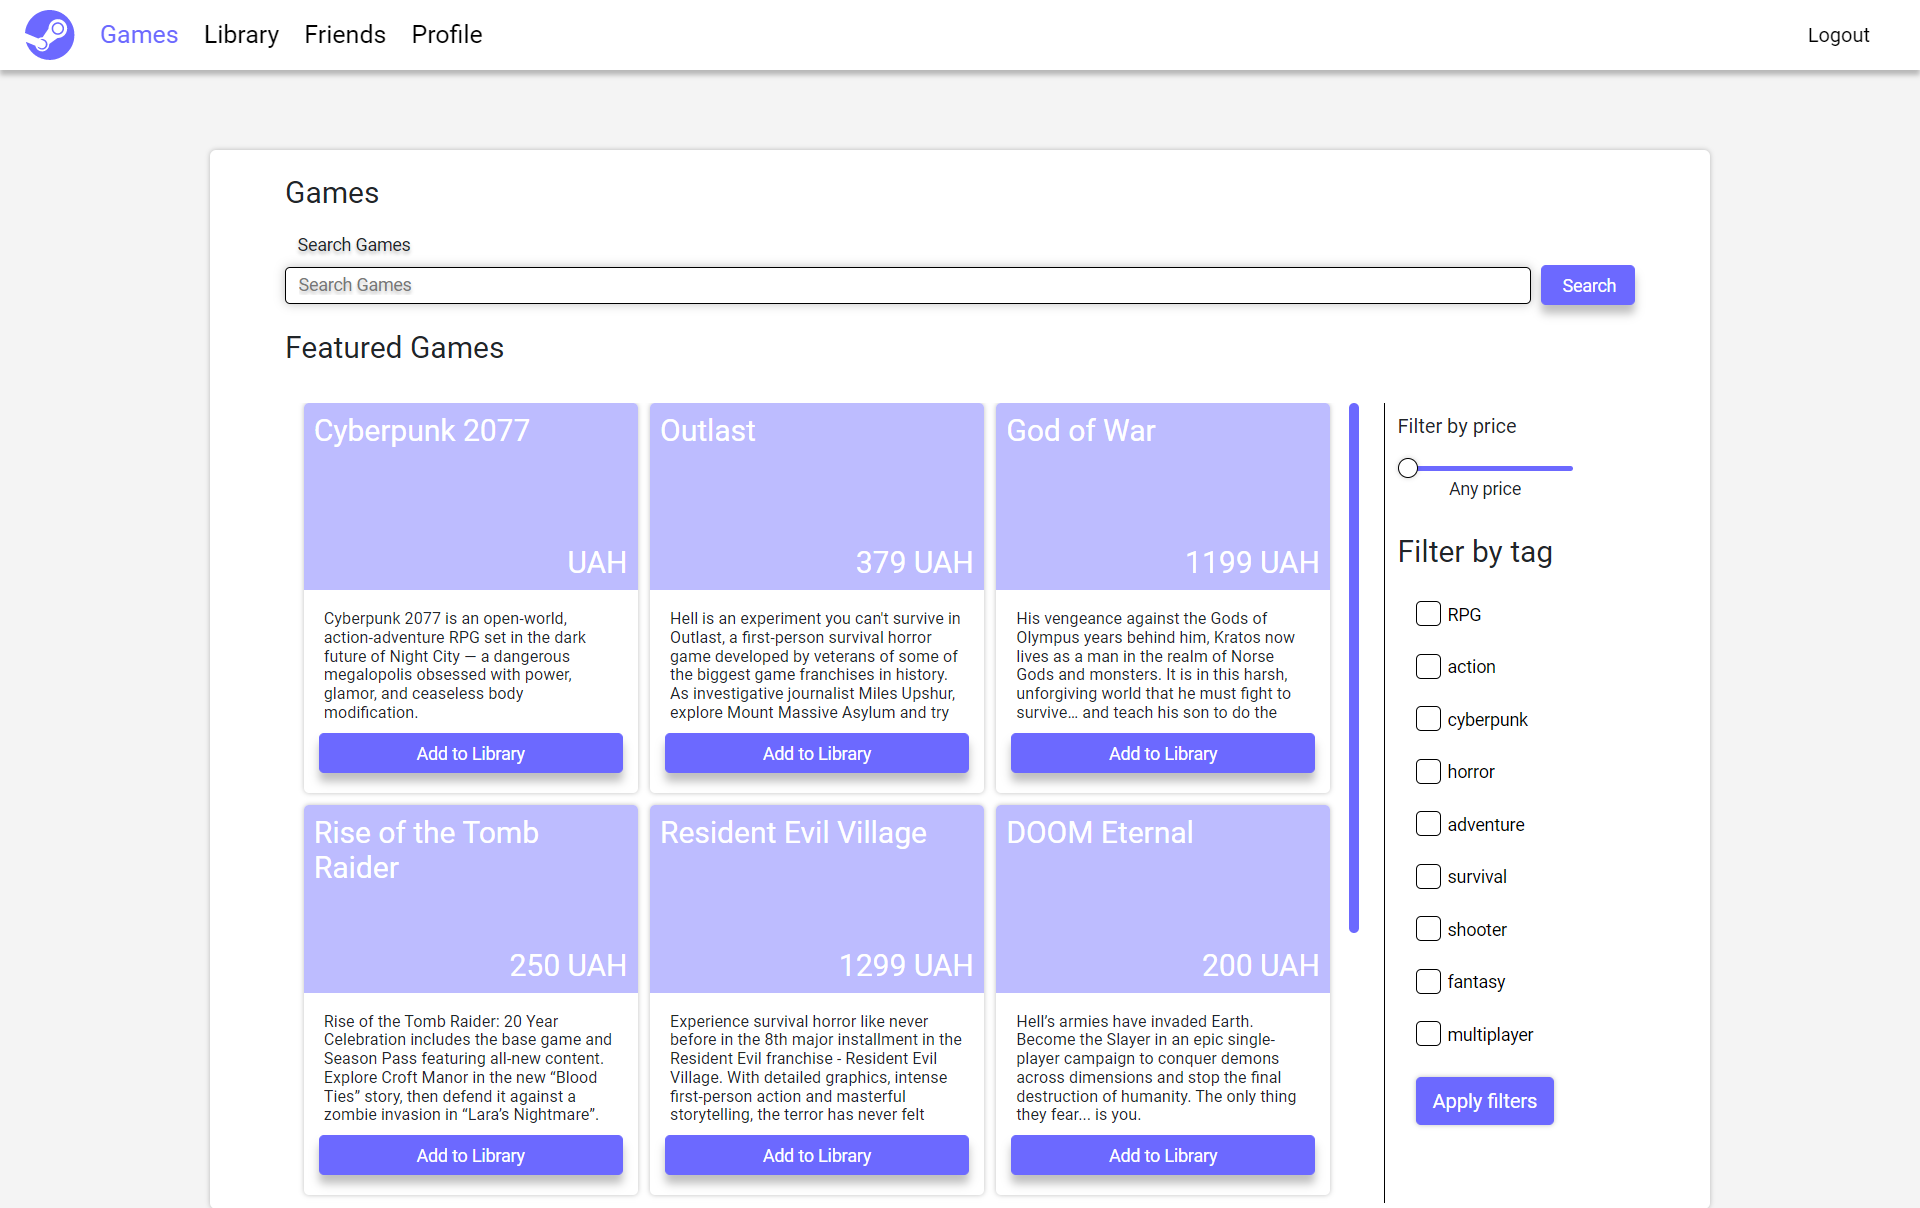 Games
Library
Friends
Profile
Logout
Games
Search Games
Search Games
Search
Featured Games
Cyberpunk 2077
UAH
Cyberpunk 2077 is an open-world,
action-adventure RPG set in the dark
future of Night City — a dangerous
megalopolis obsessed with power,
glamor, and ceaseless body
modification.
Add to Library
Outlast
379 UAH
Hell is an experiment you can't survive in
Outlast, a first-person survival horror
game developed by veterans of some of
the biggest game franchises in history.
As investigative journalist Miles Upshur,
explore Mount Massive Asylum and try
Add to Library
God of War
1199 UAH
His vengeance against the Gods of
Olympus years behind him, Kratos now
lives as a man in the realm of Norse
Gods and monsters. It is in this harsh,
unforgiving world that he must fight to
survive… and teach his son to do the
Add to Library
Rise of the Tomb
Raider
250 UAH
Rise of the Tomb Raider: 20 Year
Celebration includes the base game and
Season Pass featuring all-new content.
Explore Croft Manor in the new “Blood
Ties” story, then defend it against a
zombie invasion in “Lara’s Nightmare”.
Add to Library
Resident Evil Village
1299 UAH
Experience survival horror like never
before in the 8th major installment in the
Resident Evil franchise - Resident Evil
Village. With detailed graphics, intense
first-person action and masterful
storytelling, the terror has never felt
Add to Library
DOOM Eternal
200 UAH
Hell’s armies have invaded Earth.
Become the Slayer in an epic single-
player campaign to conquer demons
across dimensions and stop the final
destruction of humanity. The only thing
they fear... is you.
Add to Library
Filter by price
Any price
Filter by tag
RPG
action
cyberpunk
horror
adventure
survival
shooter
fantasy
multiplayer
Apply filters